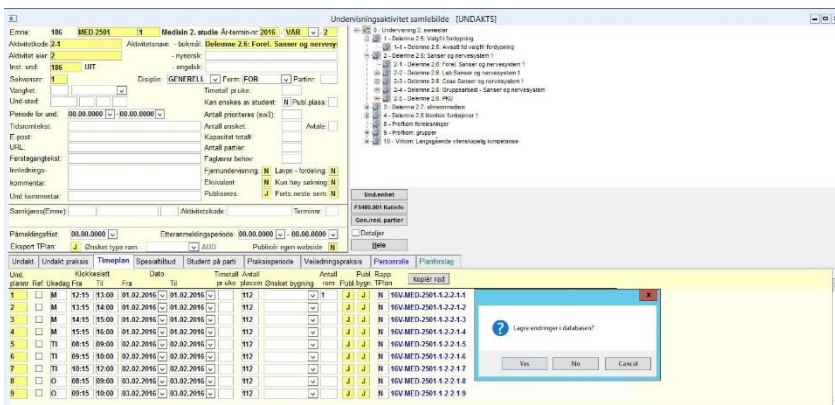 Undervisningsaktivitet samlebilde [UNDAKTS]
Emne: 186 MED-2501 1 Medisin 2. studie År-termin-nr: 2016 - VAR - 2
Aktivitetkode: 2-1 Aktivitetsnavn - bokmål: Delemne 2.6: Forel. Sanser og nervesy
Aktivitet eier: 2 - nynorsk:
Inst. und: 186 UIT - engelsk:
Sekvensnr: 1 Disiplin: GENERELL Form: FOR Partinr:
Varighet: Timetall pr.uke:
Und-sted: Kan ønskes av student: N Publ.plass:
Periode for und: 00.00.0000 - 00.00.0000 Antall prioriteres (sw3):
Tidsromtekst: Antall ønsket: Avtale:
E-post: Kapasitet totalt:
URL: Antall partier:
Førstegangtekst: Faglærer behov:
Innlednings- Fjernundervisning: N Løvpr - fordeling: N
kommentar: Ekvivalent: N Kun høy søkning: N
Und kommentar: Publiseres: J Forts.neste sem: N
Samkjøres(Emne): Aktivitetskode: Terminnr:
Påmeldingsfrist: 00.00.0000 Etteranmeldingsperiode: 00.00.0000 - 00.00.0000
Eksport TPlan: J Ønsket type rom: AUD Publisér egen webside N
0 - Undervisning 2. semester
1 - Delemne 2.5: Valgfri fordypning
1-1 - Delemne 2.5: Avsatt tid valgfri fordypning
2 - Delemne 2.6: Sanser og nervesystem 1
2-1 - Delemne 2.6: Forel. Sanser og nervesystem 1
2-2 - Delemne 2.6: Lab Sanser og nervesystem 1
2-3 - Delemne 2.6: Case Sanser og nervesystem 1
2-4 - Delemne 2.6: Gruppearbeid - Sanser og nervesystem
2-5 - Delemne 2.6: PKU
3 - Delemne 2.7. allmennmedisin
4 - Delemne 2.8 Mentale funksjoner 1
8 - Profkom forelesninger
9 - Profkom: grupper
10 - Vitkom: Langsgående vitenskapelig kompetanse
Und.enhet
FS480.001 Katinfo
Gen./red. partier
Detaljer
Hele
Undakt Undakt praksis Timeplan Spesialtilbud Student på parti Praksisperiode Veiledningspraksis Personrolle Planforslag
Und. Klokkeslett Dato Timetall Antall Antall Publ Rapp.
plannr Ref. Ukedag Fra Til Fra Til pr uke plasser Ønsket bygning rom Publ.bygn. TPlan Kopiér rad
1 M 12:15 13:00 01.02.2016 01.02.2016 112 1 J J N 16V-MED-2501-1-2-2-1-1
2 M 13:15 14:00 01.02.2016 01.02.2016 112 J J N 16V-MED-2501-1-2-2-1-2
3 M 14:15 15:00 01.02.2016 01.02.2016 112 J J N 16V-MED-2501-1-2-2-1-3
4 M 15:15 16:00 01.02.2016 01.02.2016 112 J J N 16V-MED-2501-1-2-2-1-4
5 TI 08:15 09:00 02.02.2016 02.02.2016 112 J J N 16V-MED-2501-1-2-2-1-5
6 TI 09:15 10:00 02.02.2016 02.02.2016 112 J J N 16V-MED-2501-1-2-2-1-6
7 TI 10:15 12:00 02.02.2016 02.02.2016 112 J J N 16V-MED-2501-1-2-2-1-7
8 O 08:15 09:00 03.02.2016 03.02.2016 112 J J N 16V-MED-2501-1-2-2-1-8
9 O 09:15 10:00 03.02.2016 03.02.2016 112 J J N 16V-MED-2501-1-2-2-1-9
Lagre endringer i databasen?
Yes No Cancel